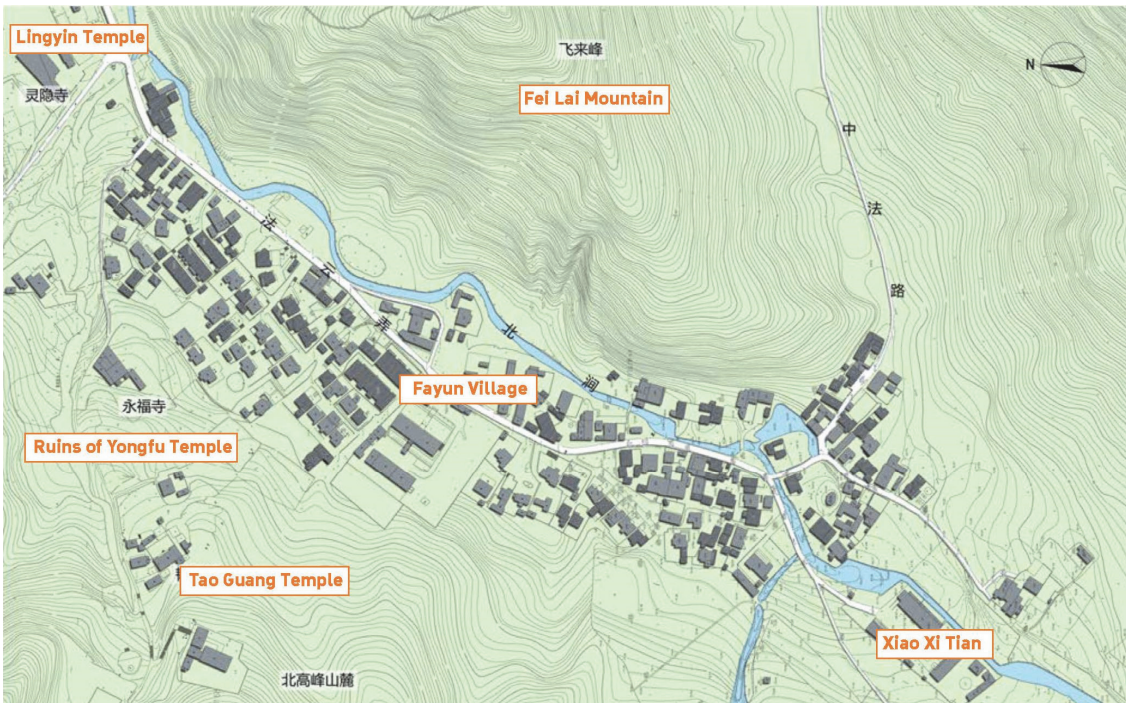 Lingyin Temple
灵隐寺
飞来峰
Fei Lai Mountain
N
中
法
路
法
云
弄
北
涧
Fayun Village
永福寺
Ruins of Yongfu Temple
Tao Guang Temple
Xiao Xi Tian
北高峰山麓